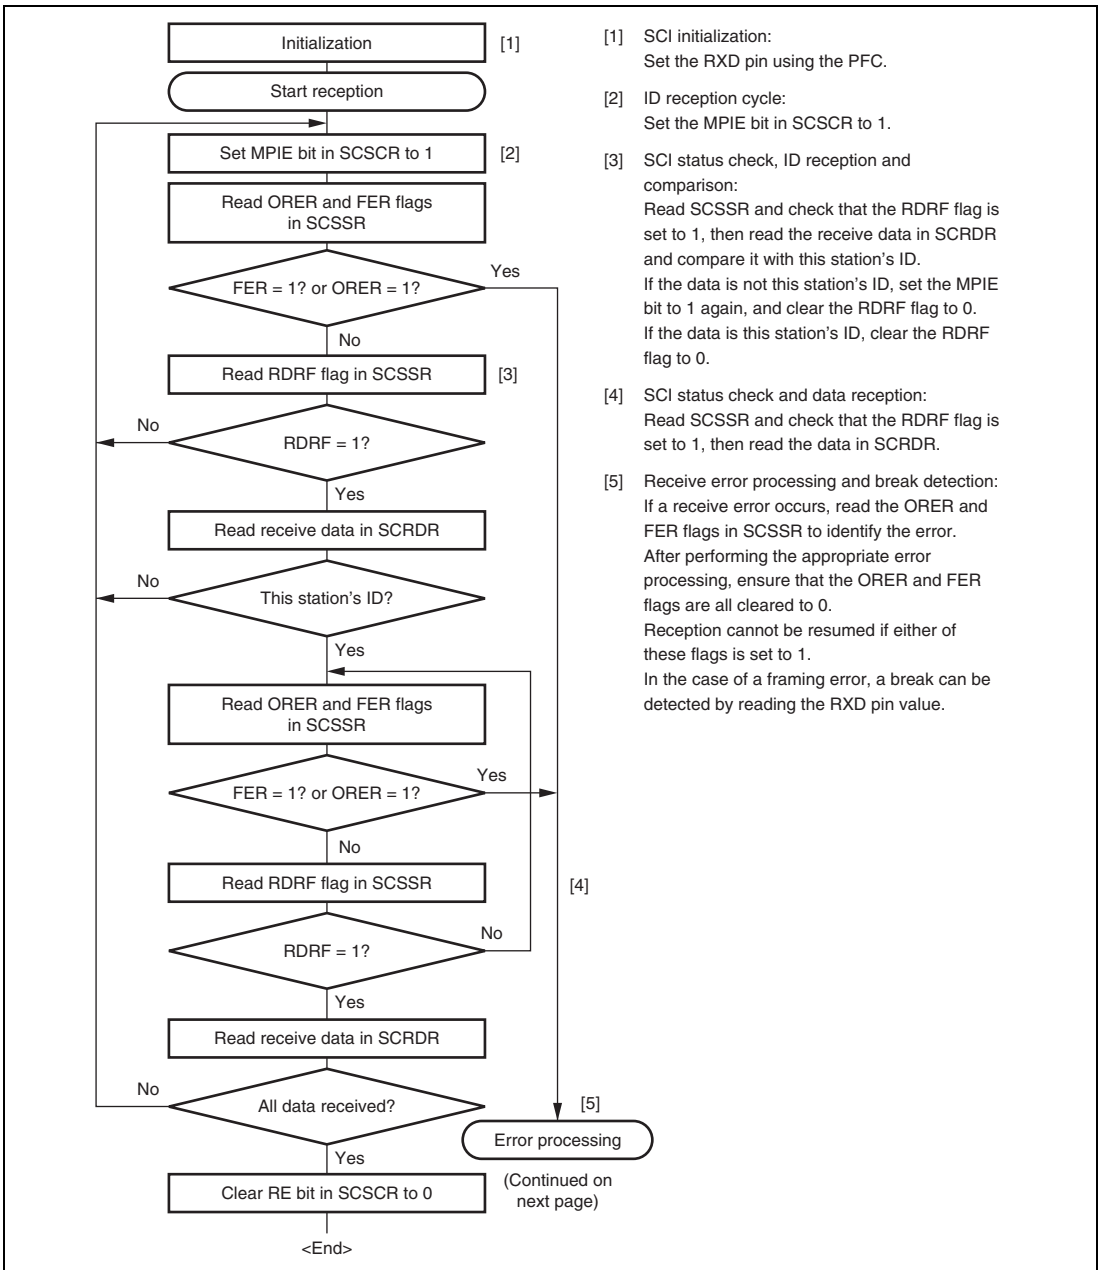 Initialization
[1]
Start reception
Set MPIE bit in SCSCR to 1
[2]
Read ORER and FER flags
in SCSSR
FER = 1? or ORER = 1?
Yes
No
Read RDRF flag in SCSSR
[3]
No
RDRF = 1?
Yes
Read receive data in SCRDR
No
This station's ID?
Yes
Read ORER and FER flags
in SCSSR
FER = 1? or ORER = 1?
Yes
No
Read RDRF flag in SCSSR
[4]
RDRF = 1?
No
Yes
Read receive data in SCRDR
No
All data received?
[5]
Error processing
Yes
(Continued on
next page)
Clear RE bit in SCSCR to 0
<End>
[1] SCI initialization:
Set the RXD pin using the PFC.
[2] ID reception cycle:
Set the MPIE bit in SCSCR to 1.
[3] SCI status check, ID reception and
comparison:
Read SCSSR and check that the RDRF flag is
set to 1, then read the receive data in SCRDR
and compare it with this station's ID.
If the data is not this station's ID, set the MPIE
bit to 1 again, and clear the RDRF flag to 0.
If the data is this station's ID, clear the RDRF
flag to 0.
[4] SCI status check and data reception:
Read SCSSR and check that the RDRF flag is
set to 1, then read the data in SCRDR.
[5] Receive error processing and break detection:
If a receive error occurs, read the ORER and
FER flags in SCSSR to identify the error.
After performing the appropriate error
processing, ensure that the ORER and FER
flags are all cleared to 0.
Reception cannot be resumed if either of
these flags is set to 1.
In the case of a framing error, a break can be
detected by reading the RXD pin value.